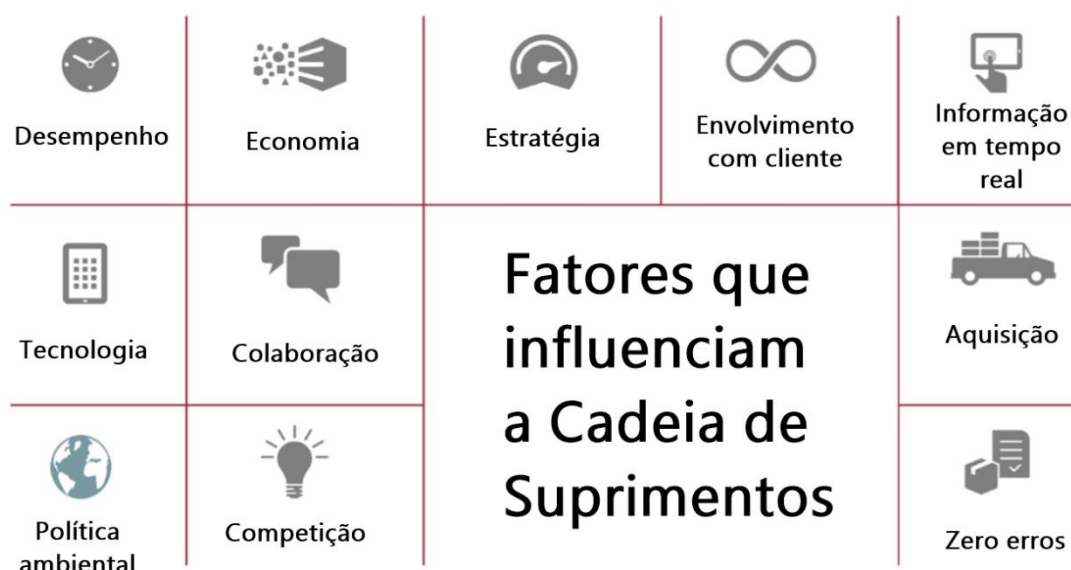 Desempenho
Economia
Estratégia
Envolvimento
com cliente
Informação
em tempo
real
Tecnologia
Colaboração
Fatores que
influenciam
a Cadeia de
Suprimentos
Aquisição
Política
ambiental
Competição
Zero erros